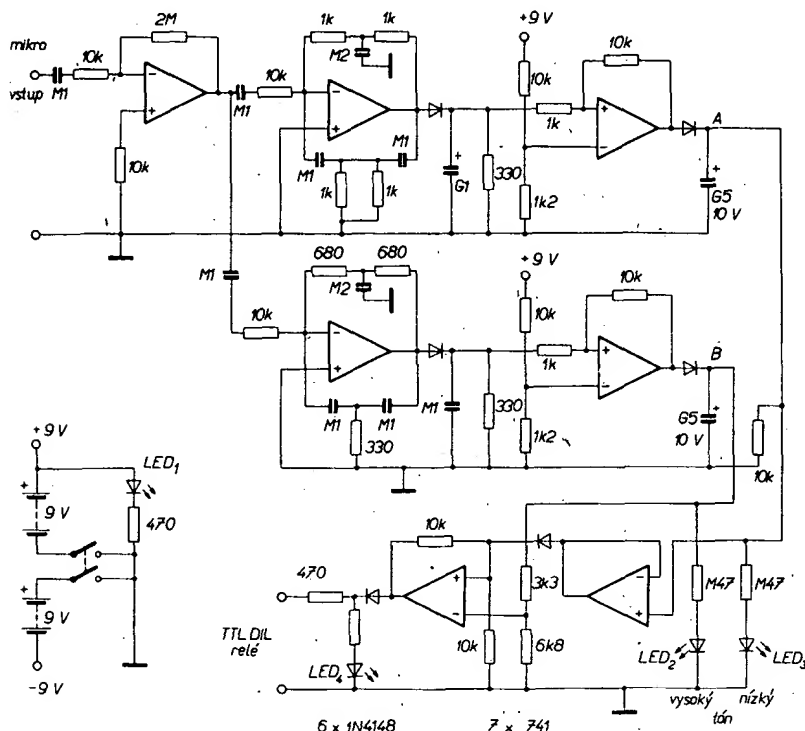 mikro
vstup
M1
10k
2M
10k
M1
10k
1k
1k
M2
M1
M1
1k
1k
G1
330
+9 V
10k
1k
1k2
10k
A
G5
10 V
M1
10k
680
680
M2
M1
M1
330
M1
330
+9 V
10k
1k
1k2
10k
B
G5
10 V
10k
+9 V
9 V
9 V
-9 V
LED1
470
470
TTL DIL
relé
LED4
10k
10k
3k3
6k8
M47
M47
LED2
LED3
vysoký
nízký
tón
6 x 1N4148
7 x 741